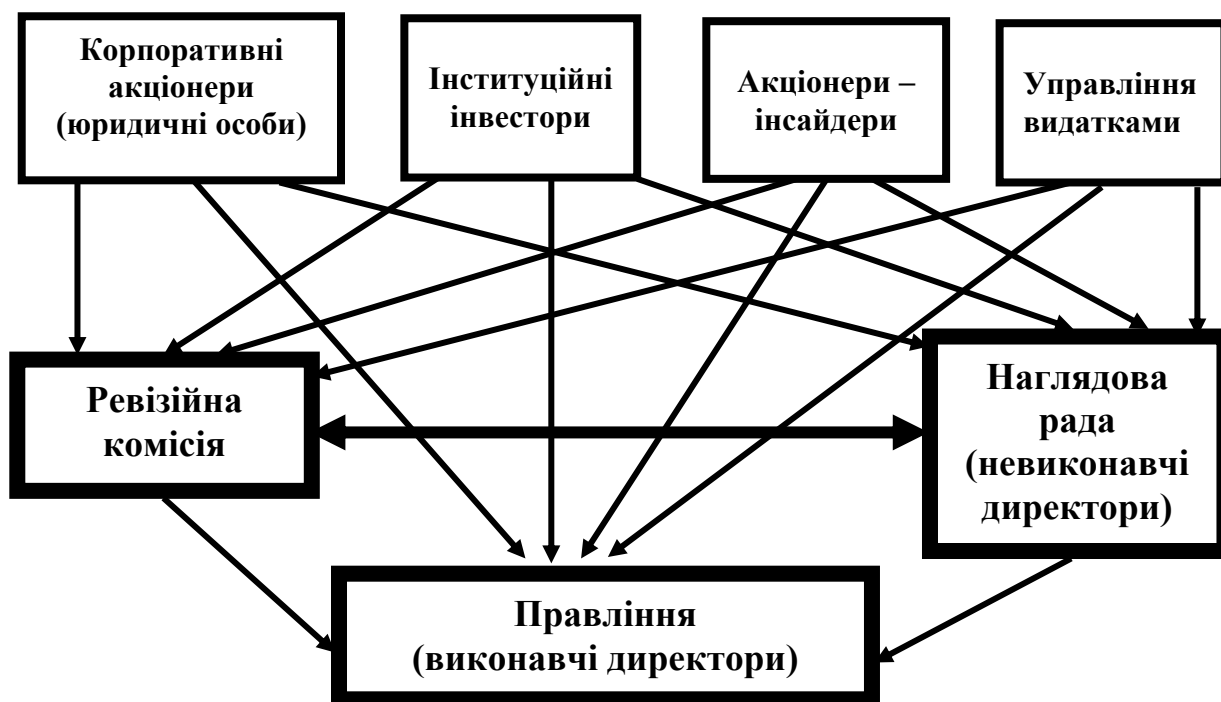 Корпоративні
акціонери
(юридичні особи)
Інституційні
інвестори
Акціонери –
інсайдери
Управління
видатками
Ревізійна
комісія
Наглядова
рада
(невиконавчі
директори)
Правління
(виконавчі директори)